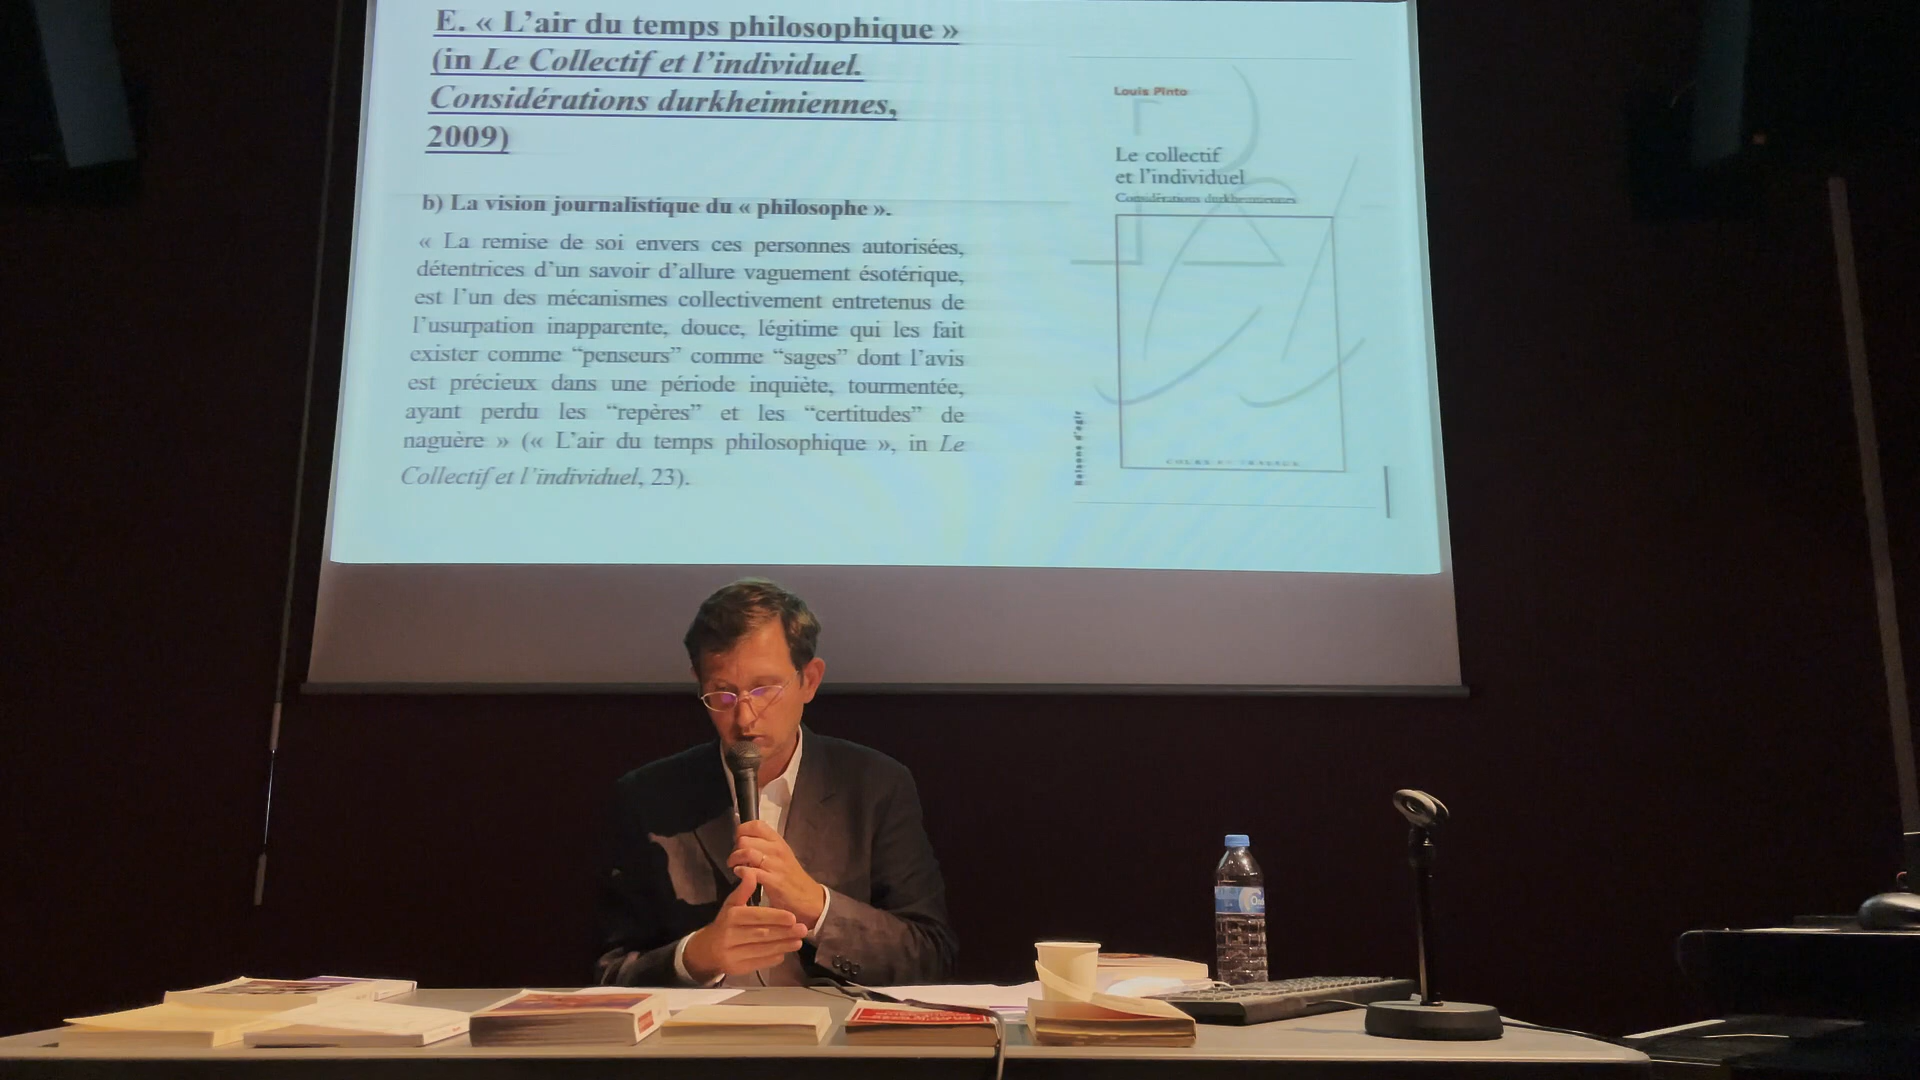 E. « L'air du temps philosophique »
(in Le Collectif et l'individuel.
Considérations durkheimiennes,
2009)
b) La vision journalistique du « philosophe ».
« La remise de soi envers ces personnes autorisées,
détentrices d'un savoir d'allure vaguement ésotérique,
est l'un des mécanismes collectivement entretenus de
l'usurpation inapparente, douce, légitime qui les fait
exister comme “penseurs” comme “sages” dont l'avis
est précieux dans une période inquiète, tourmentée,
ayant perdu les “repères” et les “certitudes” de
naguère » (« L'air du temps philosophique », in Le
Collectif et l'individuel, 23).
Louis Pinto
Le collectif
et l'individuel
Considérations durkheimiennes
Raisons d'agir
COURS ET TRAVAUX